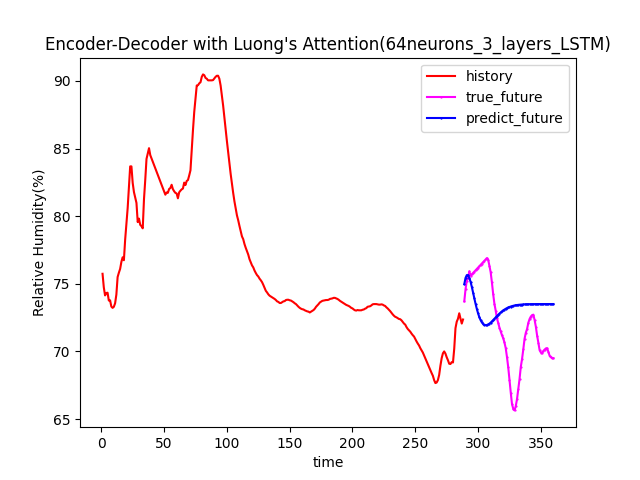 Encoder-Decoder with Luong's Attention(64neurons_3_layers_LSTM)
history
true_future
predict_future
90
85
80
75
70
65
Relative Humidity(%)
0
50
100
150
200
250
300
350
time